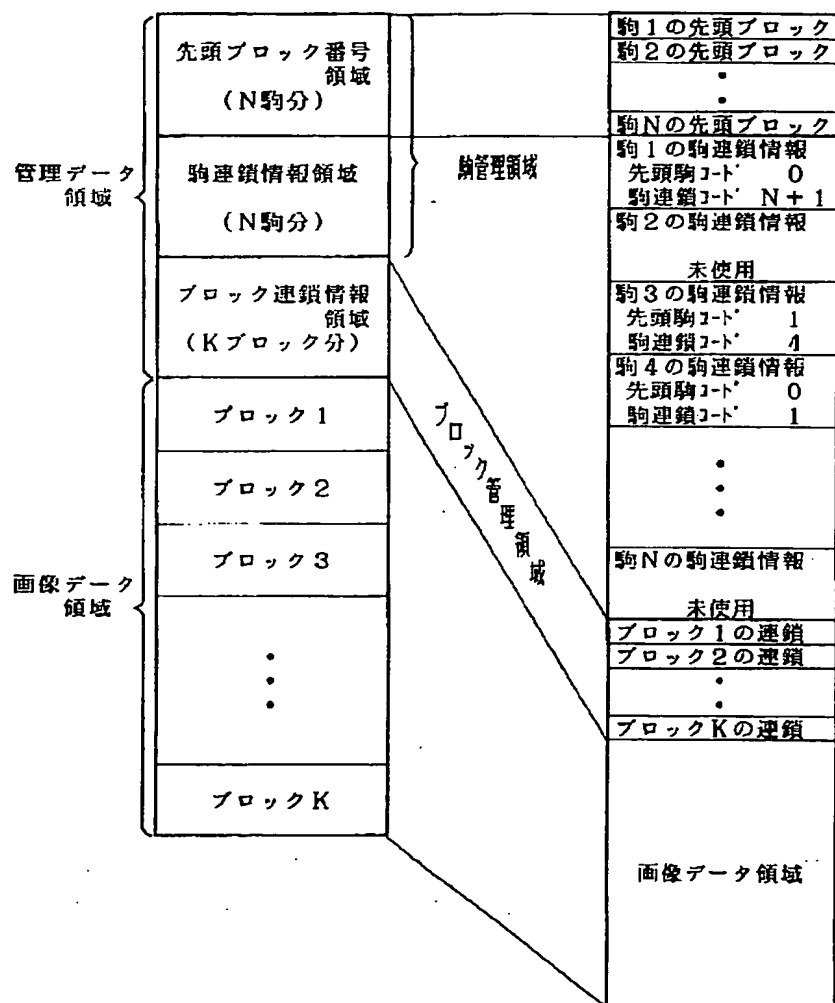 管理データ
領域
画像データ
領域
先頭ブロック番号
領域
(N駒分)
駒連鎖情報領域
(N駒分)
ブロック連鎖情報
領域
(Kブロック分)
ブロック1
ブロック2
ブロック3
ブロックK
駒管理領域
ブロック管理領域
駒1の先頭ブロック
駒2の先頭ブロック
駒Nの先頭ブロック
駒1の駒連鎖情報
先頭駒コード 0
駒連鎖コード N+1
駒2の駒連鎖情報
未使用
駒3の駒連鎖情報
先頭駒コード 1
駒連鎖コード 4
駒4の駒連鎖情報
先頭駒コード 0
駒連鎖コード 1
駒Nの駒連鎖情報
未使用
ブロック1の連鎖
ブロック2の連鎖
ブロックKの連鎖
画像データ領域